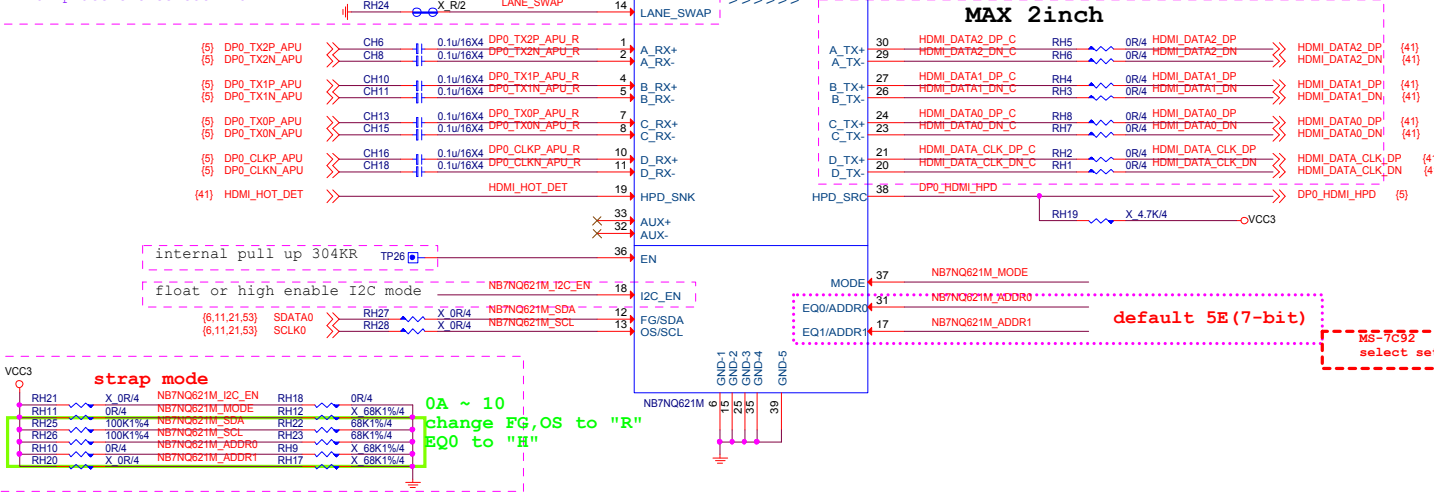 RH24 X_R/2 LANE_SWAP 14 LANE_SWAP
MAX 2inch
{5} DP0_TX2P_APU CH6 0.1u/16X4 DP0_TX2P_APU_R 1 A_RX+ A_TX+ 30 HDMI_DATA2_DP_C RH5 0R/4 HDMI_DATA2_DP HDMI_DATA2_DP {41}
{5} DP0_TX2N_APU CH8 0.1u/16X4 DP0_TX2N_APU_R 2 A_RX- A_TX- 29 HDMI_DATA2_DN_C RH6 0R/4 HDMI_DATA2_DN HDMI_DATA2_DN {41}
{5} DP0_TX1P_APU CH10 0.1u/16X4 DP0_TX1P_APU_R 4 B_RX+ B_TX+ 27 HDMI_DATA1_DP_C RH4 0R/4 HDMI_DATA1_DP HDMI_DATA1_DP {41}
{5} DP0_TX1N_APU CH11 0.1u/16X4 DP0_TX1N_APU_R 5 B_RX- B_TX- 26 HDMI_DATA1_DN_C RH3 0R/4 HDMI_DATA1_DN HDMI_DATA1_DN {41}
{5} DP0_TX0P_APU CH13 0.1u/16X4 DP0_TX0P_APU_R 7 C_RX+ C_TX+ 24 HDMI_DATA0_DP_C RH8 0R/4 HDMI_DATA0_DP HDMI_DATA0_DP {41}
{5} DP0_TX0N_APU CH15 0.1u/16X4 DP0_TX0N_APU_R 8 C_RX- C_TX- 23 HDMI_DATA0_DN_C RH7 0R/4 HDMI_DATA0_DN HDMI_DATA0_DN {41}
{5} DP0_CLKP_APU CH16 0.1u/16X4 DP0_CLKP_APU_R 10 D_RX+ D_TX+ 21 HDMI_DATA_CLK_DP_C RH2 0R/4 HDMI_DATA_CLK_DP HDMI_DATA_CLK_DP
{5} DP0_CLKN_APU CH18 0.1u/16X4 DP0_CLKN_APU_R 11 D_RX- D_TX- 20 HDMI_DATA_CLK_DN_C RH1 0R/4 HDMI_DATA_CLK_DN HDMI_DATA_CLK_DN
{41} HDMI_HOT_DET HDMI_HOT_DET 19 HPD_SNK HPD_SRC 38 DP0_HDMI_HPD DP0_HDMI_HPD {5}
33 AUX+ RH19 X_4.7K/4 VCC3
32 AUX-
internal pull up 304KR TP26 36 EN
MODE 37 NB7NQ621M_MODE
float or high enable I2C mode NB7NQ621M_I2C_EN 18 I2C_EN
EQ0/ADDR0 31 NB7NQ621M_ADDR0
{6,11,21,53} SDATA0 RH27 X_0R/4 NB7NQ621M_SDA 12 FG/SDA
default 5E(7-bit)
{6,11,21,53} SCLK0 RH28 X_0R/4 NB7NQ621M_SCL 13 OS/SCL EQ1/ADDR1 17 NB7NQ621M_ADDR1
MS-7C92
select
GND-1 GND-2 GND-3 GND-4 GND-5
NB7NQ621M 6 15 25 35 39
VCC3
strap mode
RH21 X_0R/4 NB7NQ621M_I2C_EN RH18 0R/4
RH11 0R/4 NB7NQ621M_MODE RH12 X_68K1%/4
RH25 100K1%4 NB7NQ621M_SDA RH22 68K1%/4
RH26 100K1%4 NB7NQ621M_SCL RH23 68K1%/4
RH10 0R/4 NB7NQ621M_ADDR0 RH9 X_68K1%/4
RH20 X_0R/4 NB7NQ621M_ADDR1 RH17 X_68K1%/4
0A ~ 10
change FG,OS to "R"
EQ0 to "H"